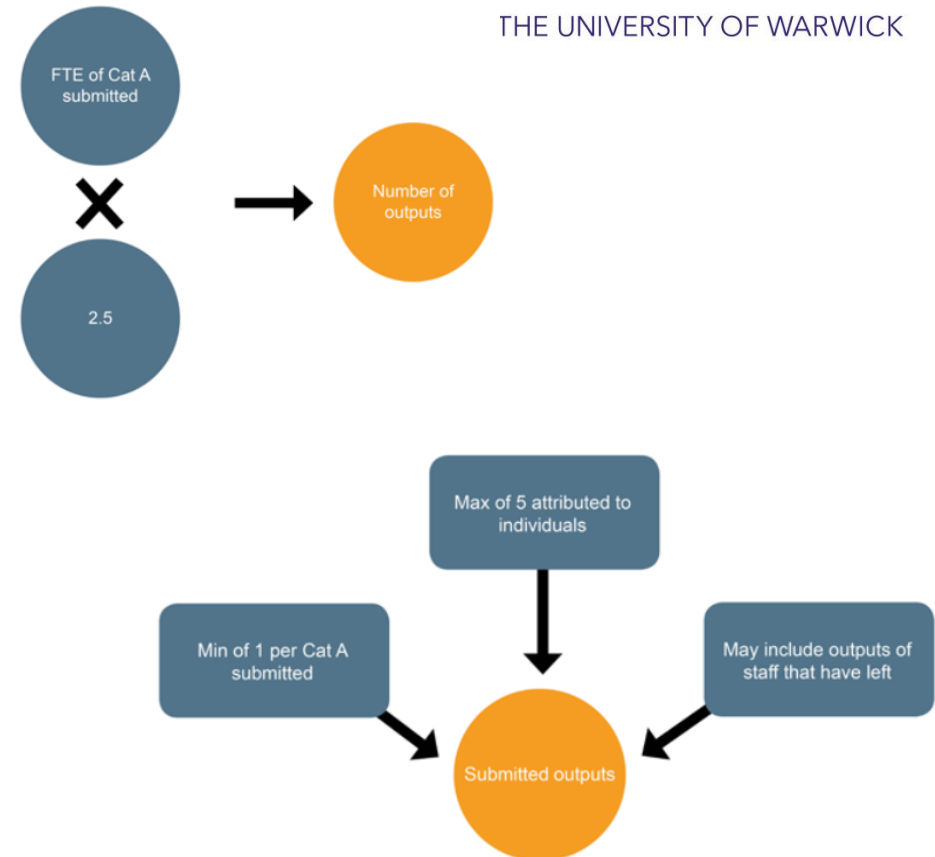 THE UNIVERSITY OF WARWICK
FTE of Cat A
submitted
Number of
outputs
2.5
Max of 5 attributed to
individuals
Min of 1 per Cat A
submitted
May include outputs of
staff that have left
Submitted outputs